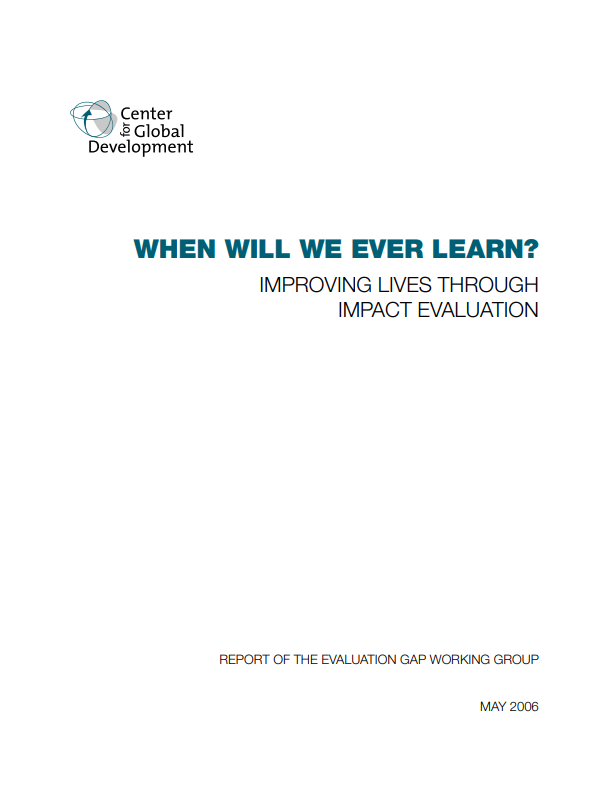 Center
for Global
Development
WHEN WILL WE EVER LEARN?
IMPROVING LIVES THROUGH
IMPACT EVALUATION
REPORT OF THE EVALUATION GAP WORKING GROUP
MAY 2006